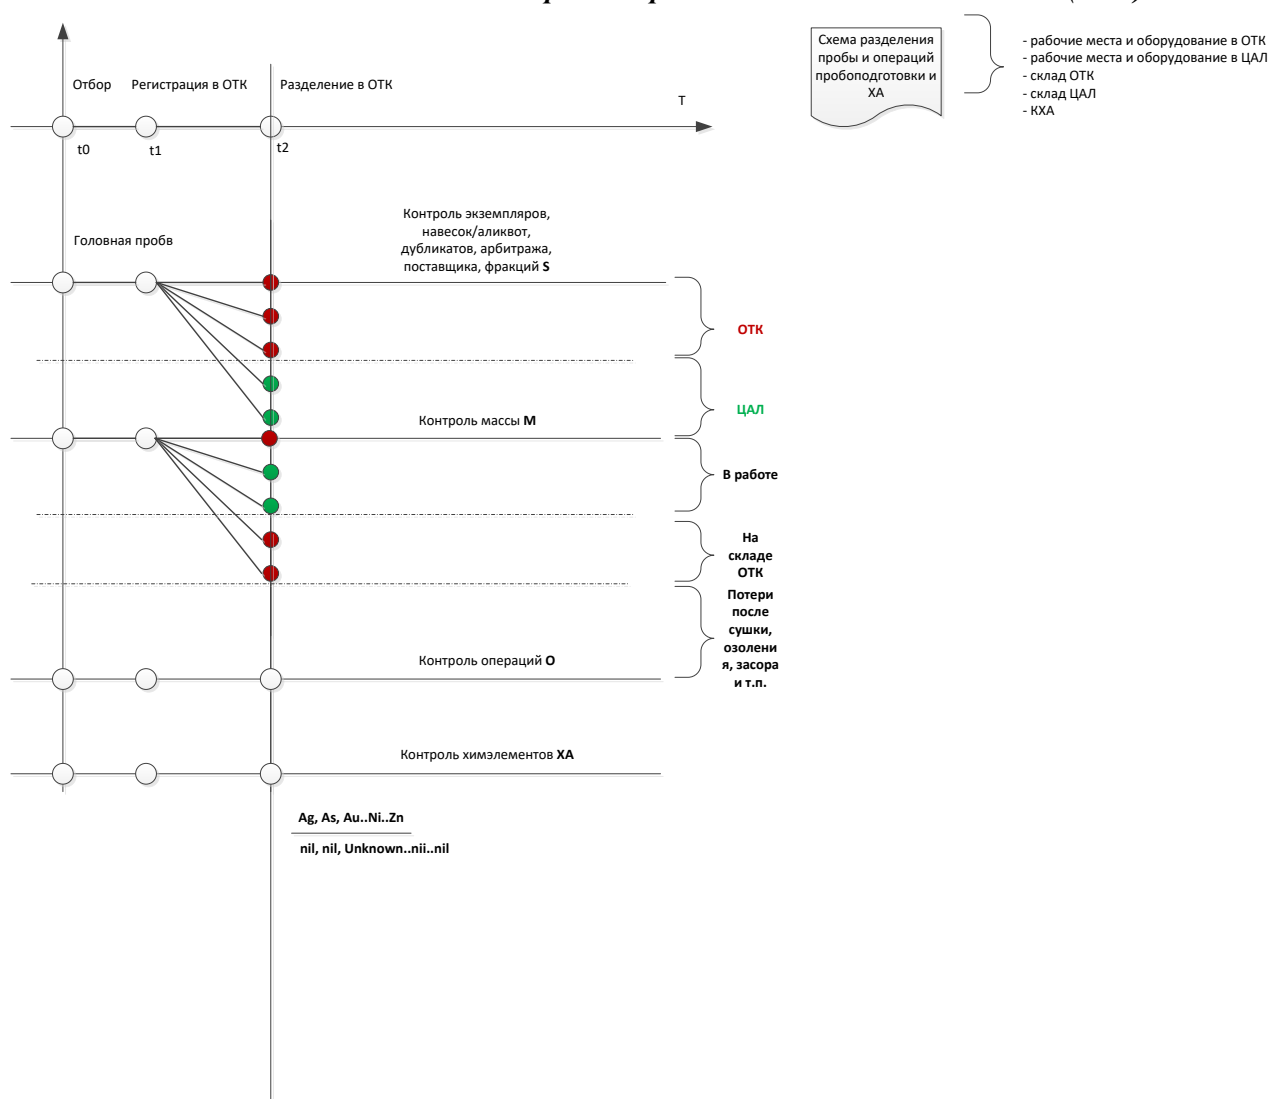 Схема разделения
пробы и операций
пробоподготовки и
ХА
- рабочие места и оборудование в ОТК
- рабочие места и оборудование в ЦАЛ
- склад ОТК
- склад ЦАЛ
- КХА
Отбор
Регистрация в ОТК
Разделение в ОТК
T
t0
t1
t2
Контроль экземпляров,
навесок/аликвот,
дубликатов, арбитража,
поставщика, фракций S
Головная пробв
ОТК
ЦАЛ
Контроль массы M
В работе
На
складе
ОТК
Потери
после
сушки,
озолени
я, засора
и т.п.
Контроль операций O
Контроль химэлементов XA
Ag, As, Au..Ni..Zn
nil, nil, Unknown..nii..nil